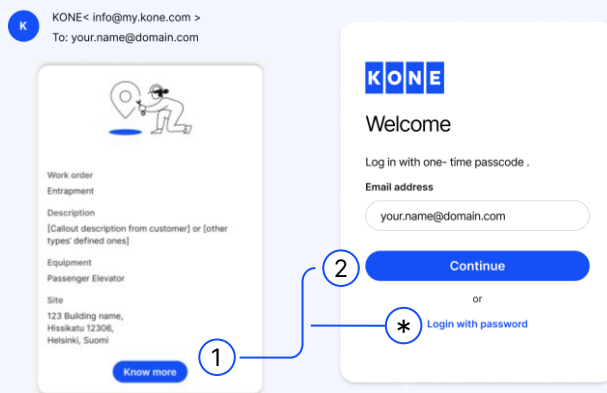 K
KONE< info@my.kone.com >
To: your.name@domain.com
Work order
Entrapment
Description
[Callout description from customer] or [other
types' defined ones]
Equipment
Passenger Elevator
Site
123 Building name,
Hissikatu 12306,
Helsinki, Suomi
Know more
1
2
*
KONE
Welcome
Log in with one- time passcode .
Email address
your.name@domain.com
Continue
or
Login with password